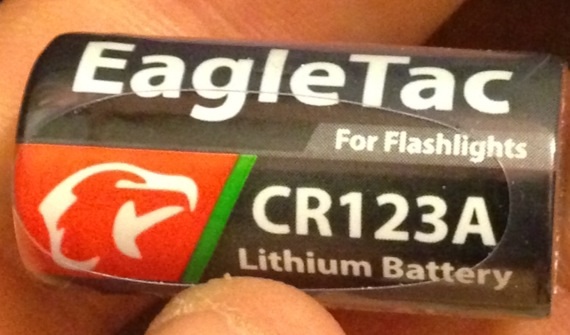 EagleTac
For Flashlights
CR123A
Lithium Battery